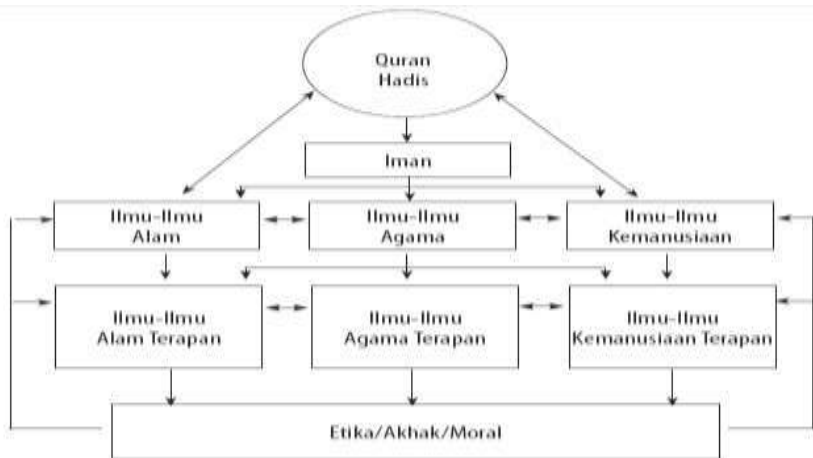 Quran
Hadis
Iman
Ilmu-Ilmu
Alam
Ilmu-Ilmu
Agama
Ilmu-Ilmu
Kemanusiaan
Ilmu-Ilmu
Alam Terapan
Ilmu-Ilmu
Agama Terapan
Ilmu-Ilmu
Kemanusiaan Terapan
Etika/Akhak/Moral